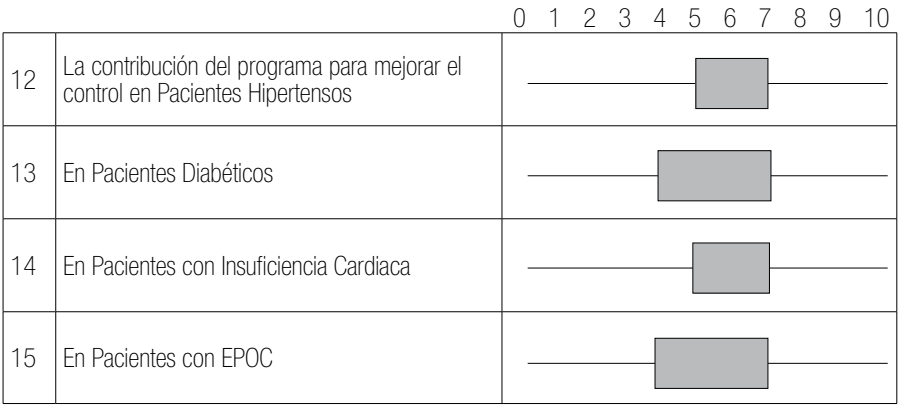 0 1 2 3 4 5 6 7 8 9 10
12 La contribución del programa para mejorar el
control en Pacientes Hipertensos
13 En Pacientes Diabéticos
14 En Pacientes con Insuficiencia Cardiaca
15 En Pacientes con EPOC